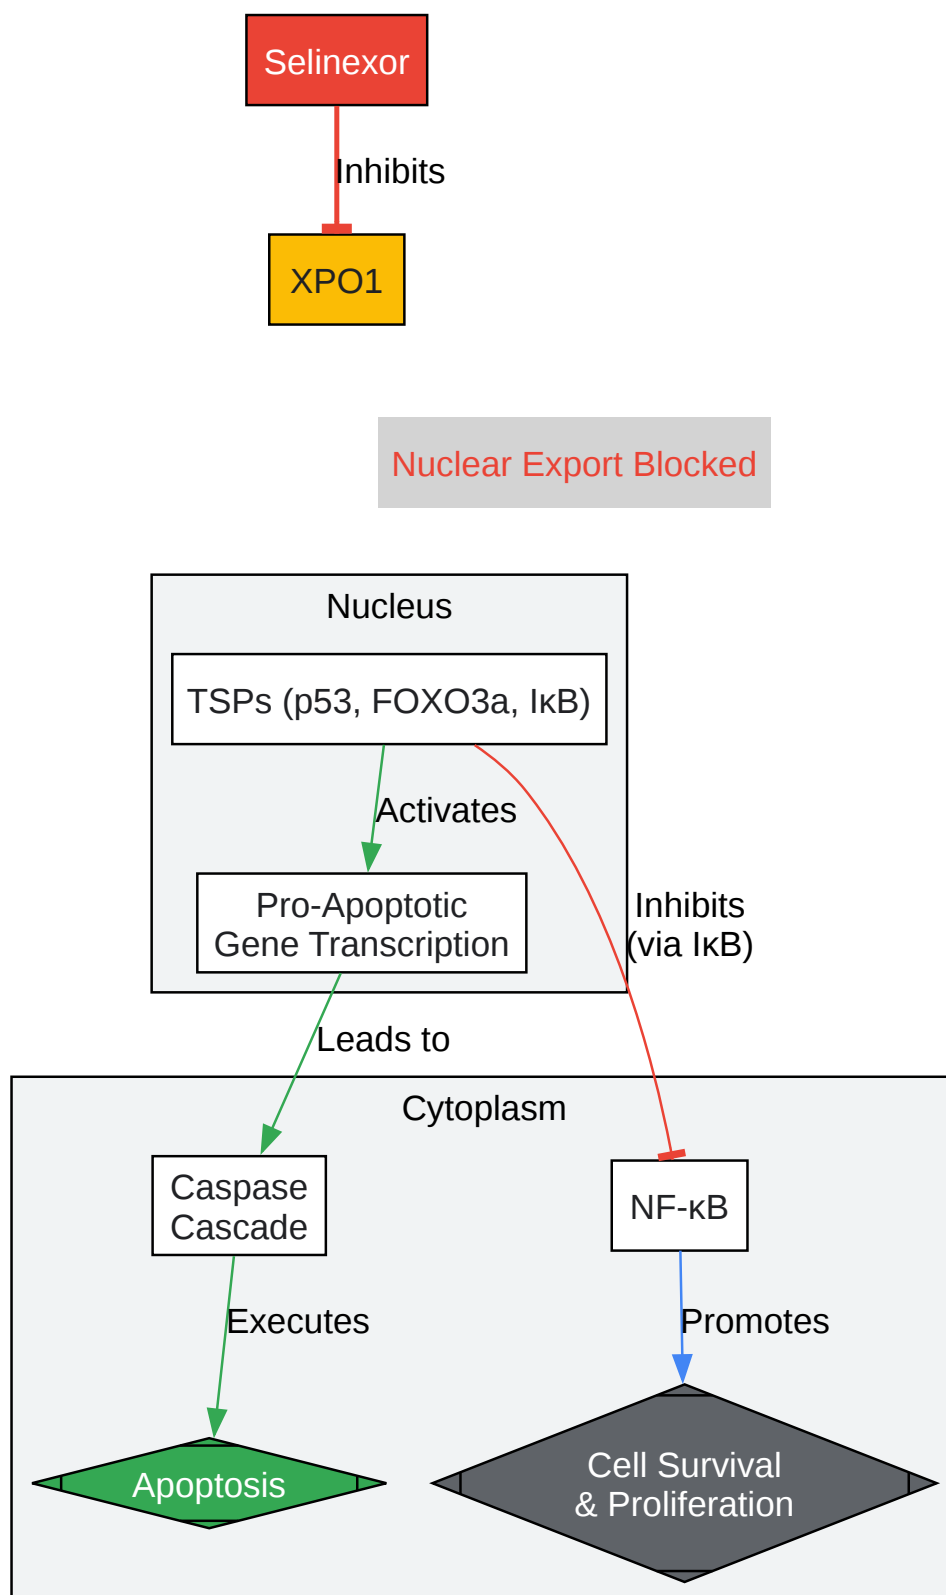 Selinexor
Inhibits
XPO1
Nuclear Export Blocked
Nucleus
TSPs (p53, FOXO3a, IκB)
Activates
Pro-Apoptotic
Gene Transcription
Inhibits
(via IκB)
Leads to
Cytoplasm
Caspase
Cascade
NF-κB
Executes
Promotes
Apoptosis
Cell Survival
& Proliferation